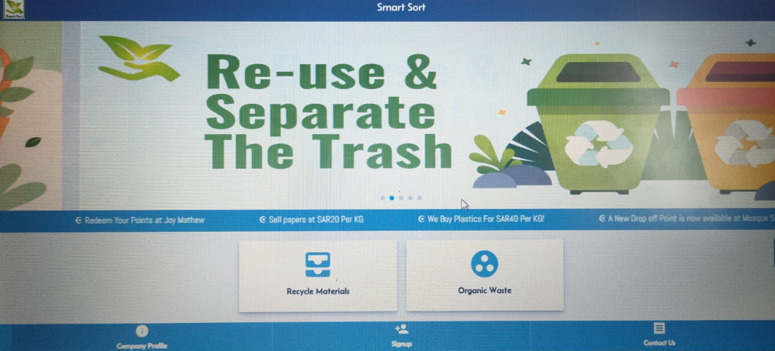 Smart Sort
Re-use &
Separate
The Trash
Redeem Your Points at Joy Mathew
Sell papers at SAR20 Per KG
We Buy Plastics For SAR40 Per KG!
A New Drop off Point is now available at Mosque
Recycle Materials
Organic Waste
Company Profile
Signup
Contact Us